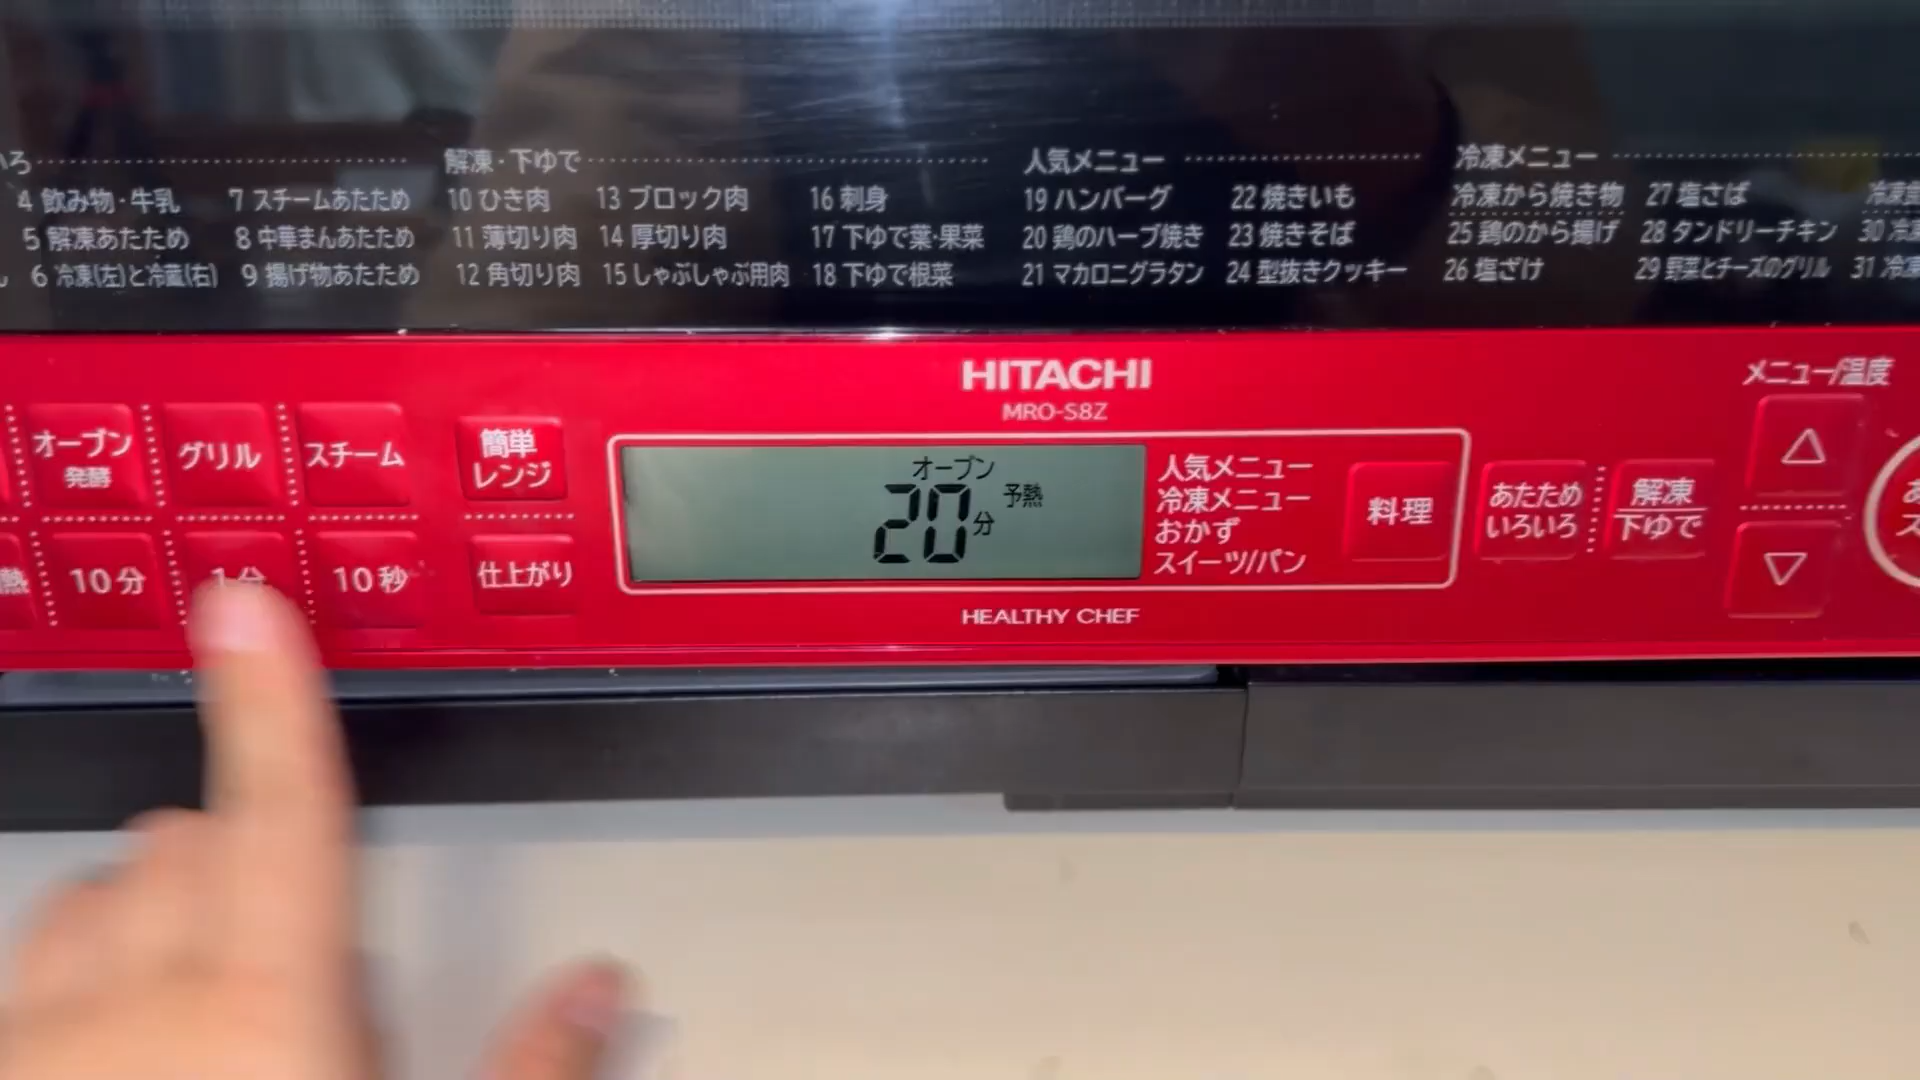 いろ
4 飲み物・牛乳 7 スチームあたため
5 解凍あたため 8 中華まんあたため
6 冷凍(左)と冷蔵(右) 9 揚げ物あたため
解凍・下ゆで
10 ひき肉 13 ブロック肉 16 刺身
11 薄切り肉 14 厚切り肉 17 下ゆで葉・果菜
12 角切り肉 15 しゃぶしゃぶ用肉 18 下ゆで根菜
人気メニュー
19 ハンバーグ 22 焼きいも
20 鶏のハーブ焼き 23 焼きそば
21 マカロニグラタン 24 型抜きクッキー
冷凍メニュー
冷凍から焼き物 27 塩さば
25 鶏のから揚げ 28 タンドリーチキン 30
26 塩ざけ 29 野菜とチーズのグリル 31
HITACHI
MRO-S8Z
メニュー/温度
オーブン
発酵
グリル
スチーム
簡単
レンジ
10分
1分
10秒
仕上がり
オーブン
予熱
20分
人気メニュー
冷凍メニュー
おかず
スイーツ/パン
料理
あたため
いろいろ
解凍
下ゆで
HEALTHY CHEF